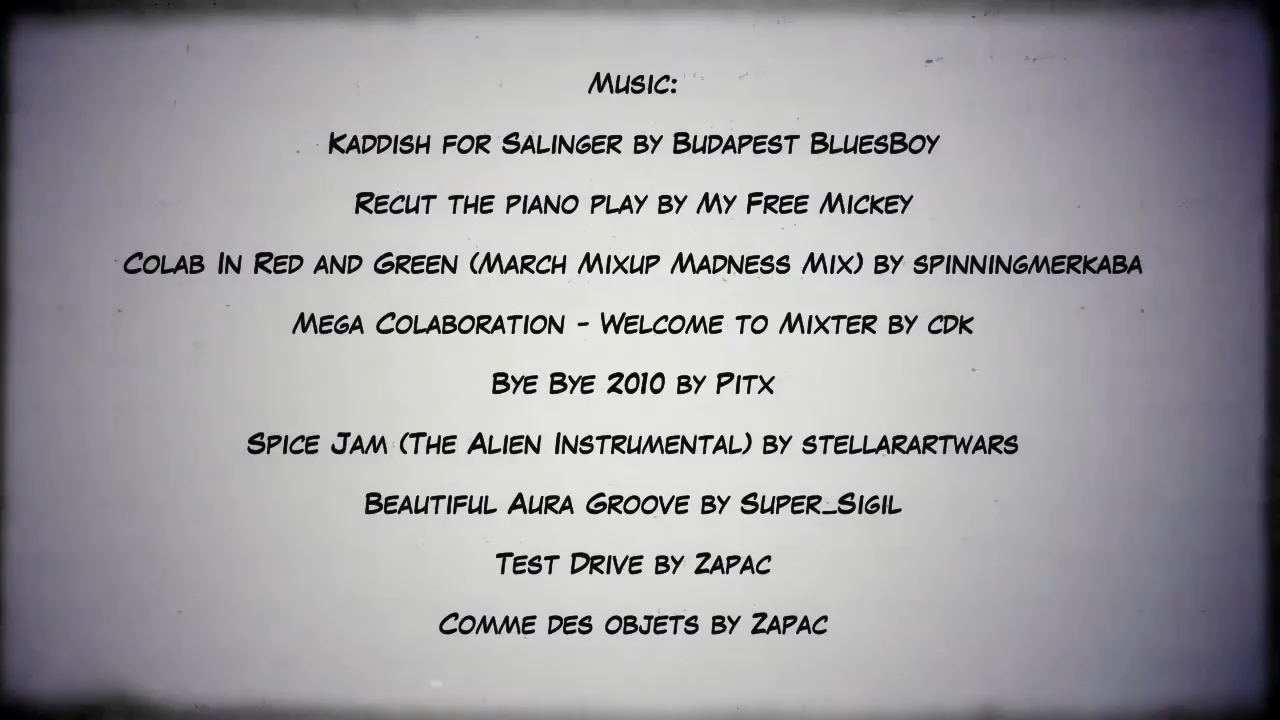 Music:
Kaddish for Salinger by Budapest BluesBoy
Recut the piano play by My Free Mickey
Colab In Red and Green (March Mixup Madness Mix) by spinningmerkaba
Mega Colaboration - Welcome to Mixter by cdk
Bye Bye 2010 by Pitx
Spice Jam (The Alien Instrumental) by stellarartwars
Beautiful Aura Groove by Super_Sigil
Test Drive by Zapac
Comme des objets by Zapac